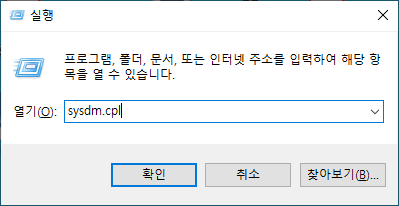 실행
프로그램, 폴더, 문서, 또는 인터넷 주소를 입력하여 해당 항
목을 열 수 있습니다.
열기(O): sysdm.cpl
확인 취소 찾아보기(B)...